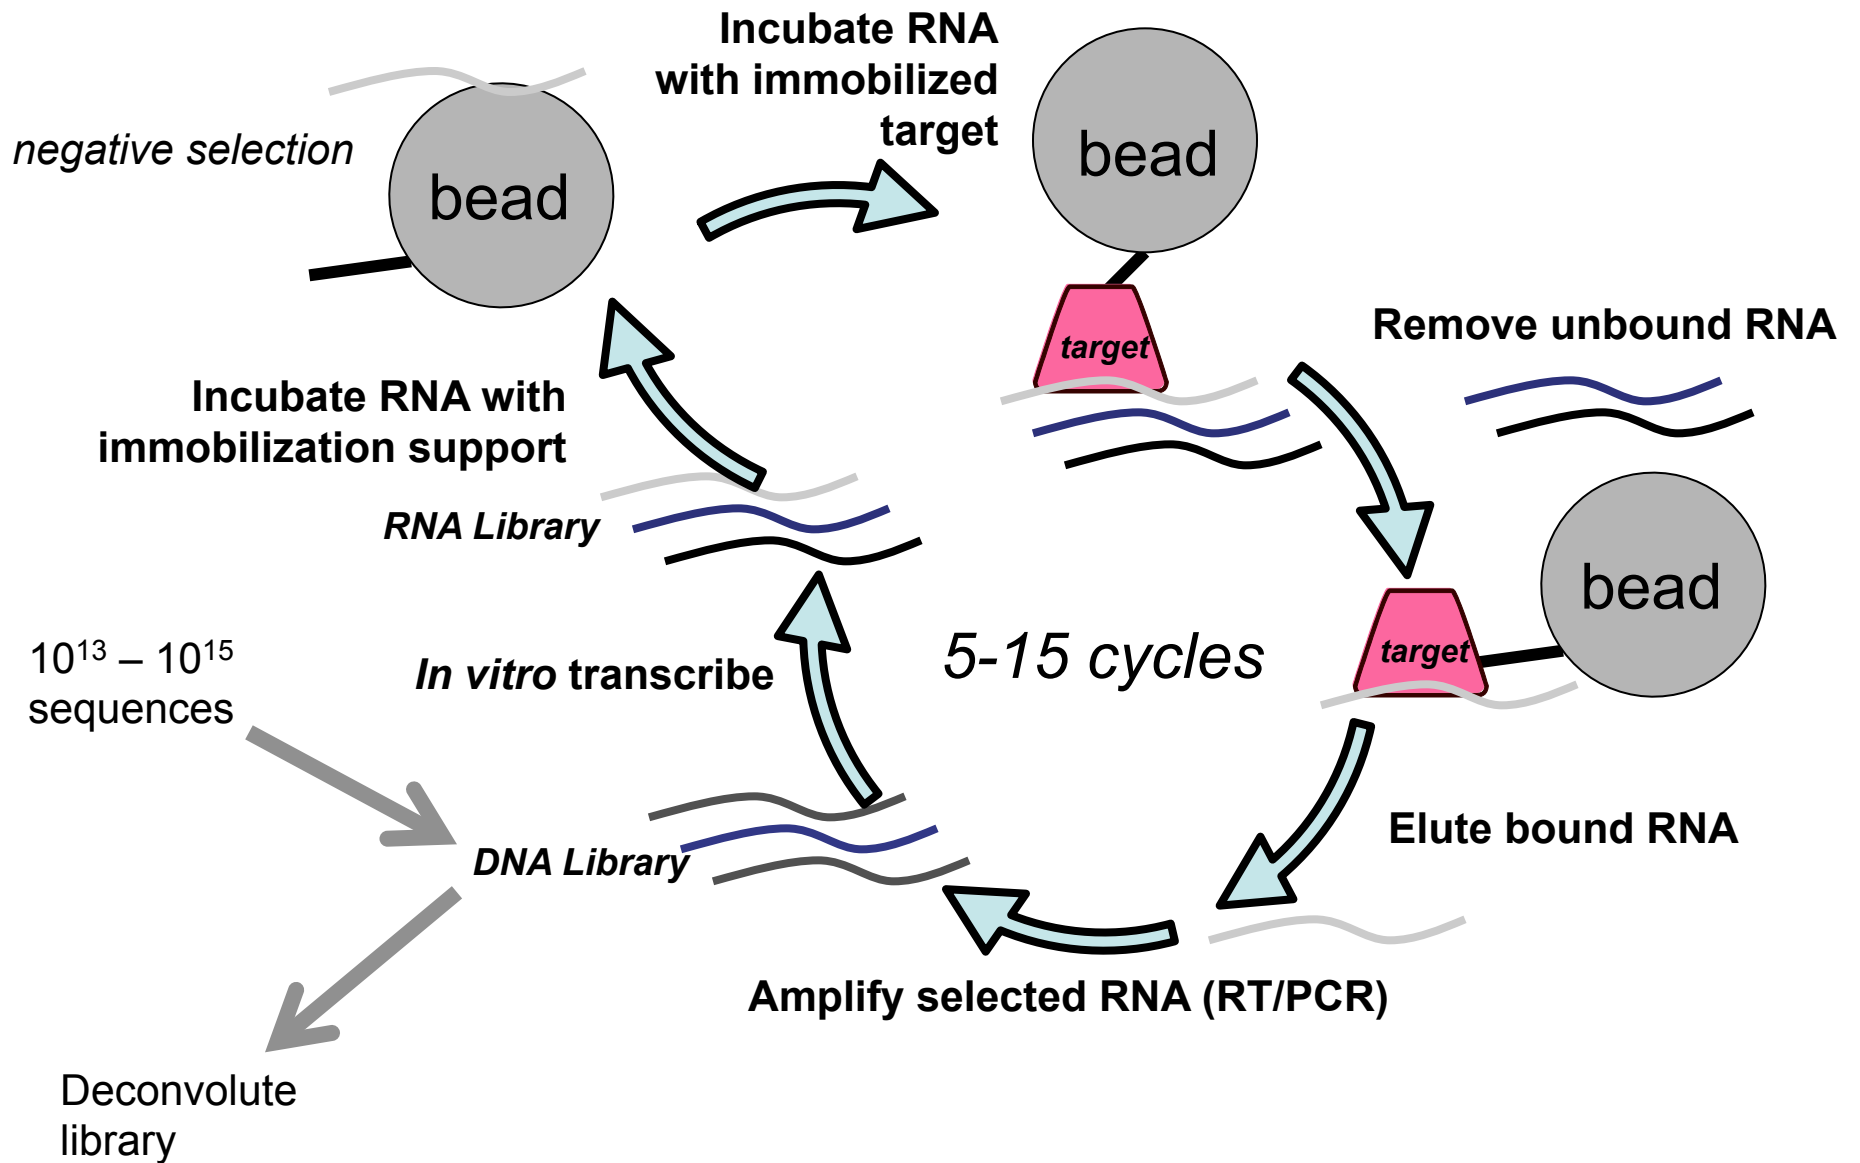 Incubate RNA
with immobilized
target
negative selection
bead
bead
target
Remove unbound RNA
Incubate RNA with
immobilization support
RNA Library
bead
target
5-15 cycles
In vitro transcribe
10¹³ – 10¹⁵
sequences
DNA Library
Elute bound RNA
Amplify selected RNA (RT/PCR)
Deconvolute
library